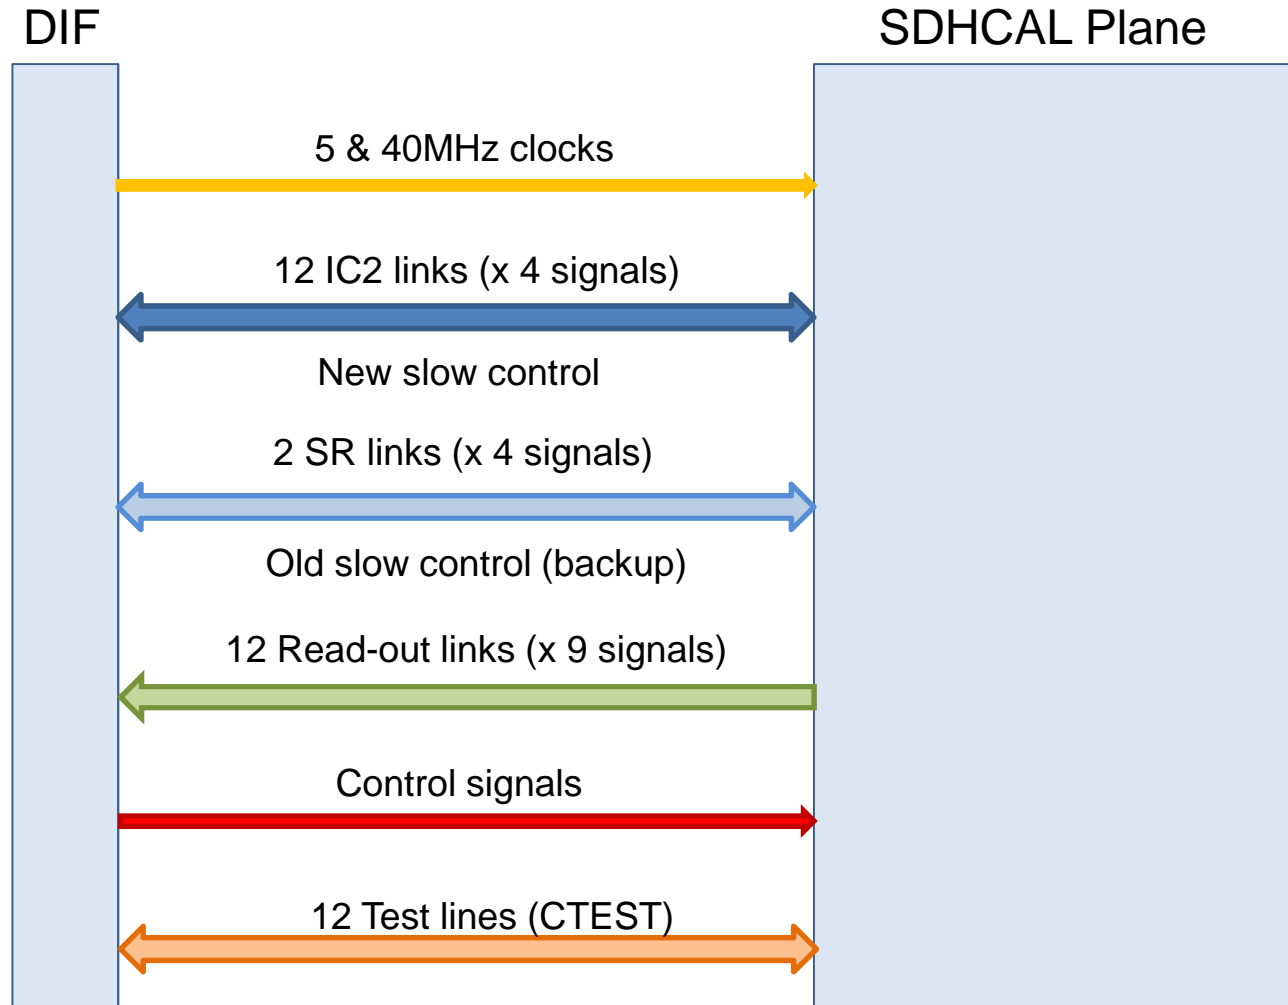 DIF
SDHCAL Plane
5 & 40MHz clocks
12 IC2 links (x 4 signals)
New slow control
2 SR links (x 4 signals)
Old slow control (backup)
12 Read-out links (x 9 signals)
Control signals
12 Test lines (CTEST)